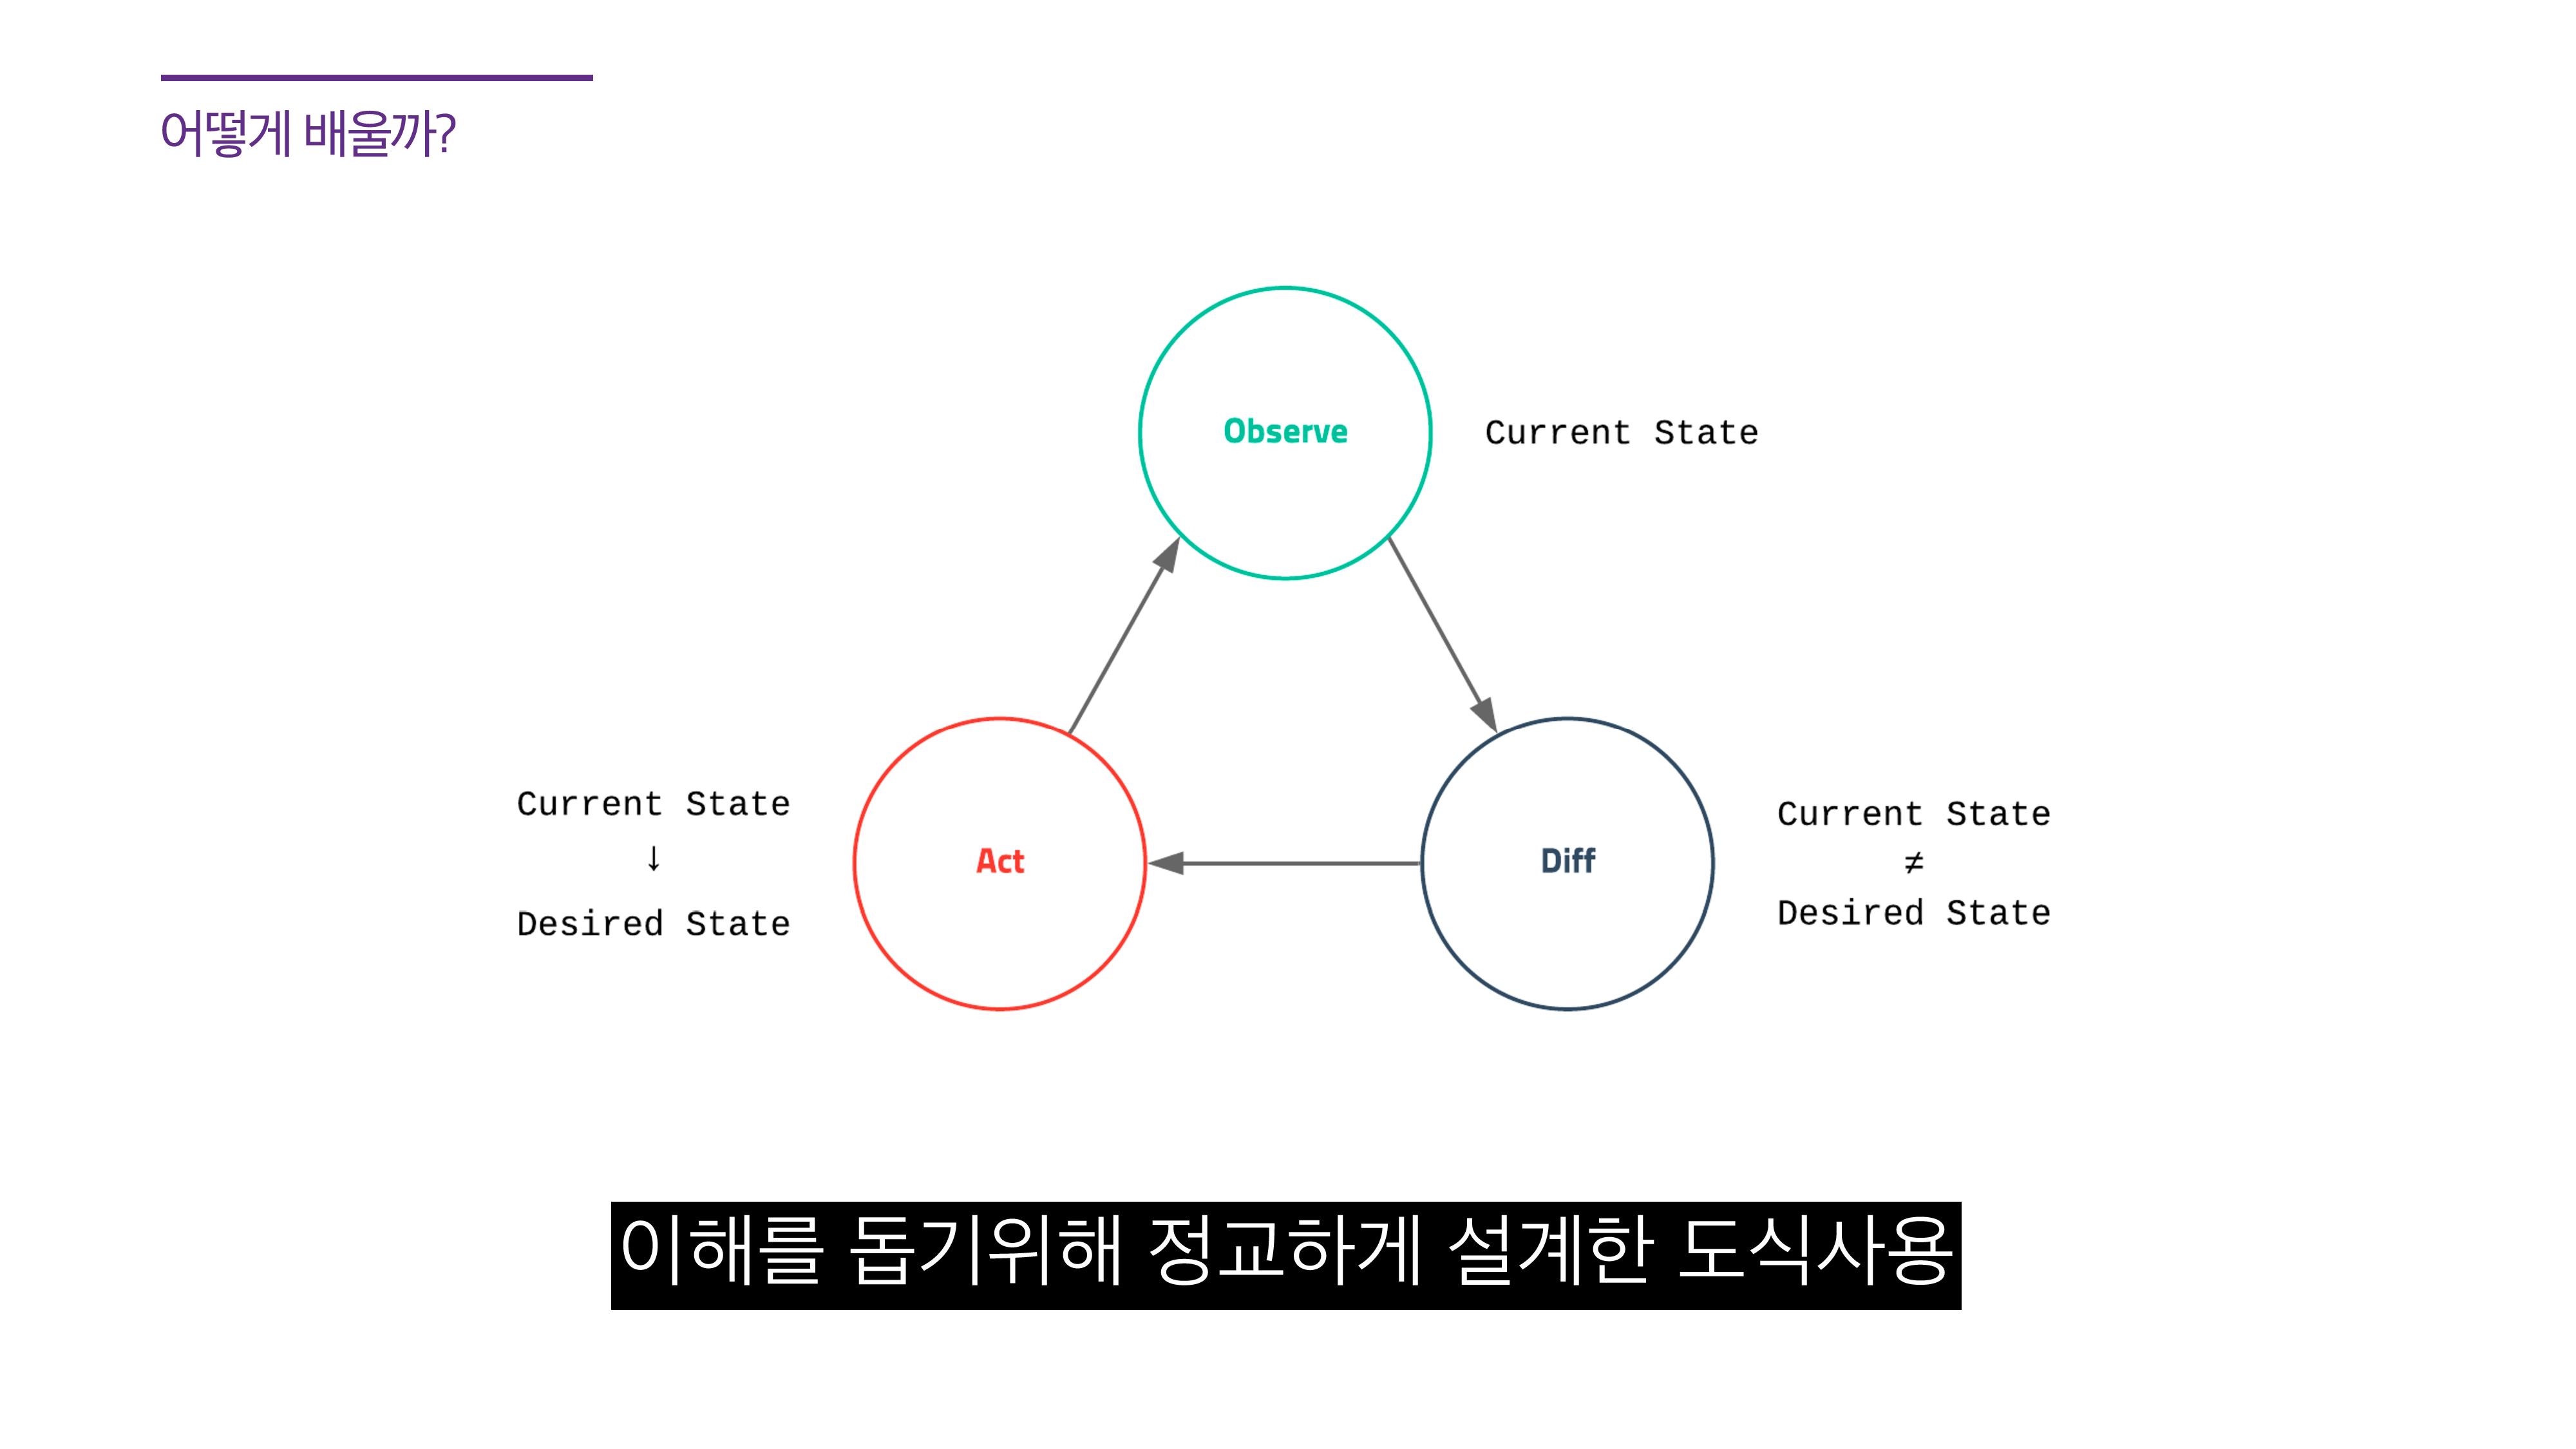 어떻게 배울까?
Observe
Current State
Current State
↓
Desired State
Act
Diff
Current State
≠
Desired State
이해를 돕기위해 정교하게 설계한 도식사용